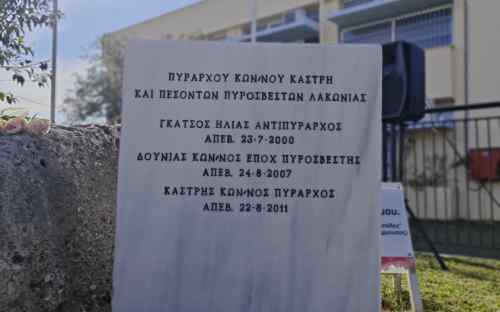 ΠΥΡΑΡΧΟΥ ΚΩΝ·ΝΟΥ ΚΑΣΤΡΗ
ΚΑΙ ΠΕΣΟΝΤΩΝ ΠΥΡΟΣΒΕΣΤΩΝ ΛΑΚΩΝΙΑΣ
ΓΚΑΤΣΟΣ ΗΛΙΑΣ ΑΝΤΙΠΥΡΑΡΧΟΣ
ΑΠΕΒ. 23-7-2000
ΔΟΥΝΙΑΣ ΚΩΝ·ΝΟΣ ΕΠΟΧ ΠΥΡΟΣΒΕΣΤΗΣ
ΑΠΕΒ. 24-8-2007
ΚΑΣΤΡΗΣ ΚΩΝ·ΝΟΣ ΠΥΡΑΡΧΟΣ
ΑΠΕΒ. 22-8-2011
μου.